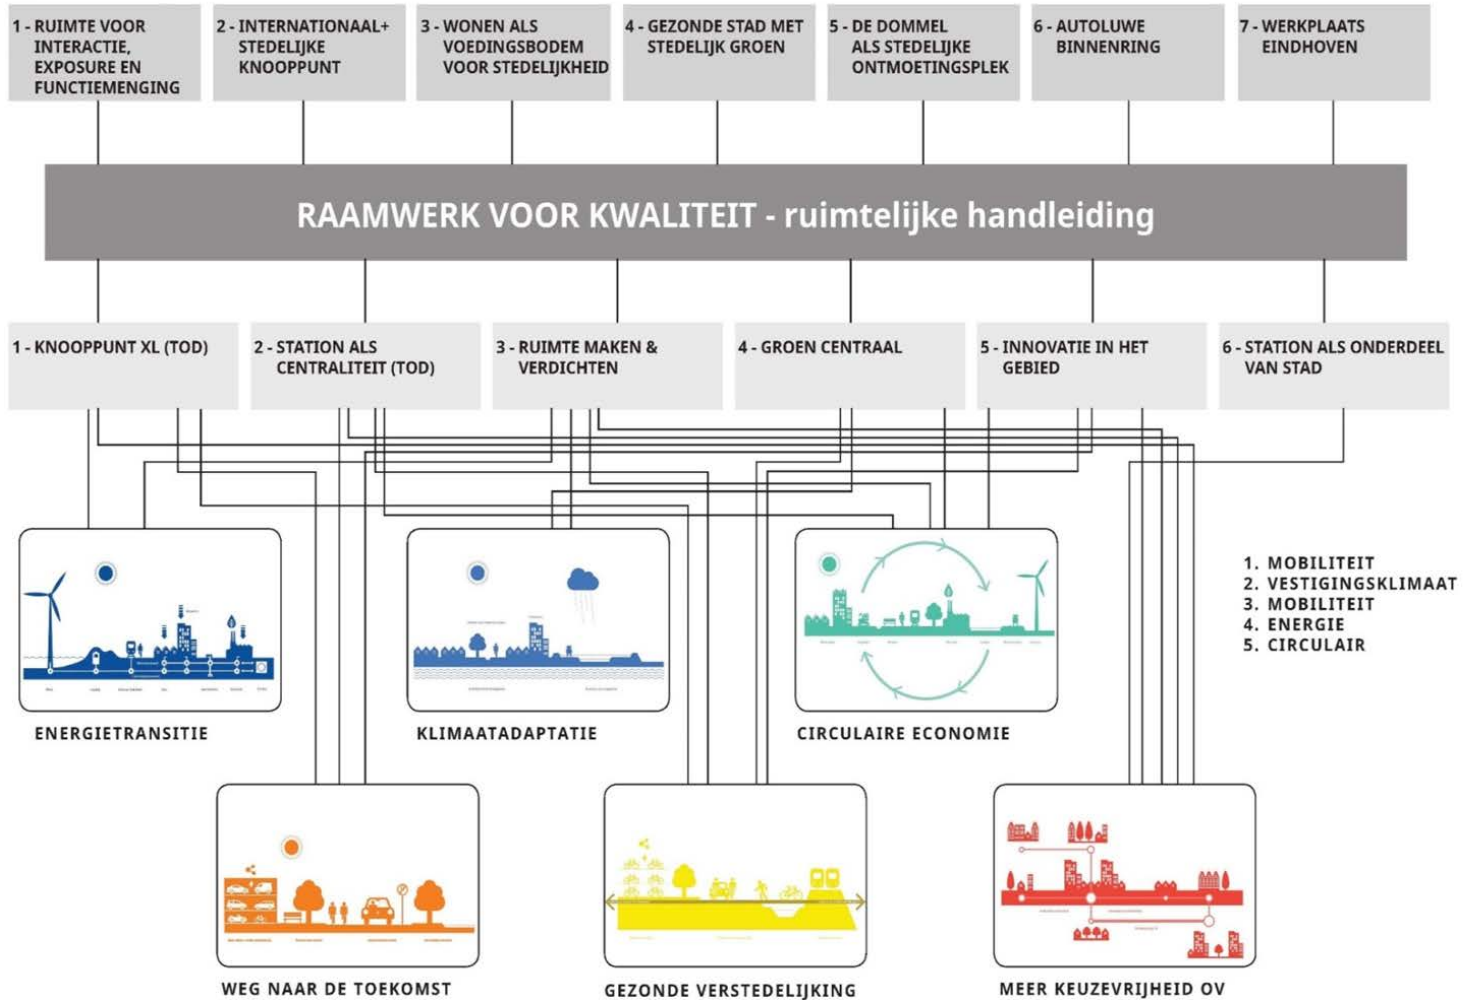 1 - RUIMTE VOOR
INTERACTIE,
EXPOSURE EN
FUNCTIEMENGING
2 - INTERNATIONAAL+
STEDELIJKE
KNOOPPUNT
3 - WONEN ALS
VOEDINGSBODEM
VOOR STEDELIJKHEID
4 - GEZONDE STAD MET
STEDELIJK GROEN
5 - DE DOMMEL
ALS STEDELIJKE
ONTMOETINGSPLEK
6 - AUTOLUWE
BINNENRING
7 - WERKPLAATS
EINDHOVEN
RAAMWERK VOOR KWALITEIT - ruimtelijke handleiding
1 - KNOOPPUNT XL (TOD)
2 - STATION ALS
CENTRALITEIT (TOD)
3 - RUIMTE MAKEN &
VERDICHTEN
4 - GROEN CENTRAAL
5 - INNOVATIE IN HET
GEBIED
6 - STATION ALS ONDERDEEL
VAN STAD
1. MOBILITEIT
2. VESTIGINGSKLIMAAT
3. MOBILITEIT
4. ENERGIE
5. CIRCULAIR
ENERGIETRANSITIE
KLIMAATADAPTATIE
CIRCULAIRE ECONOMIE
WEG NAAR DE TOEKOMST
GEZONDE VERSTEDELIJKING
MEER KEUZEVRIJHEID OV